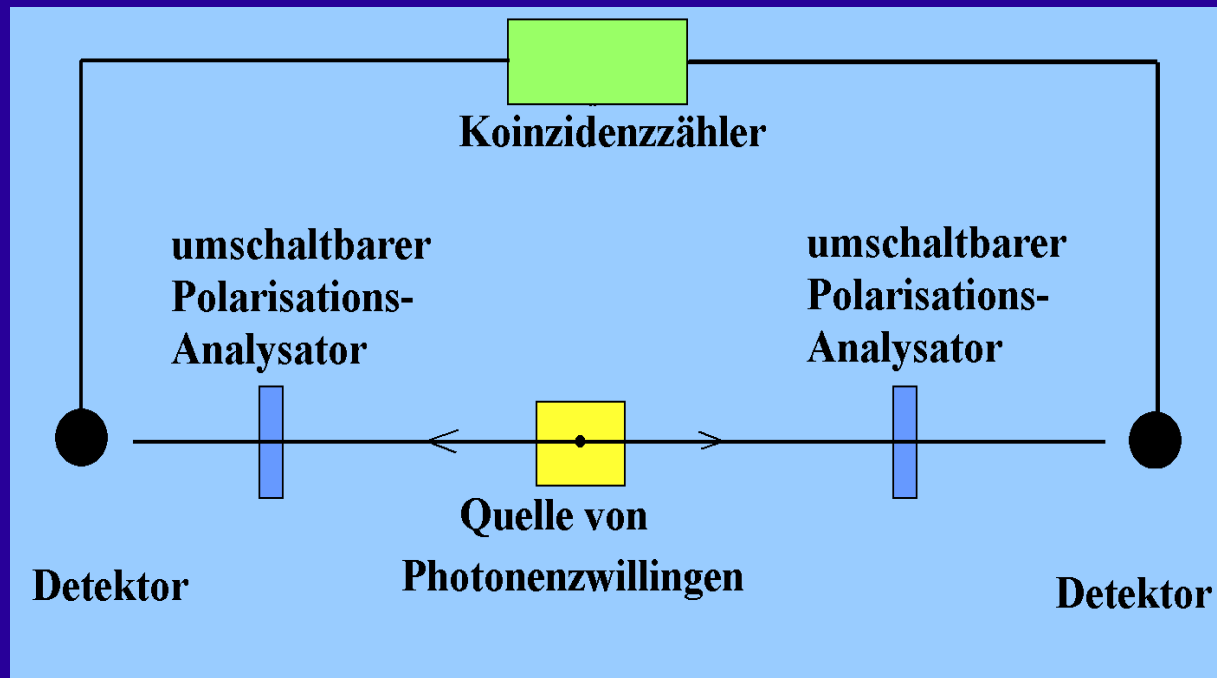 Koinzidenzzähler
umschaltbarer
Polarisations-
Analysator
umschaltbarer
Polarisations-
Analysator
Quelle von
Photonenzwillingen
Detektor
Detektor